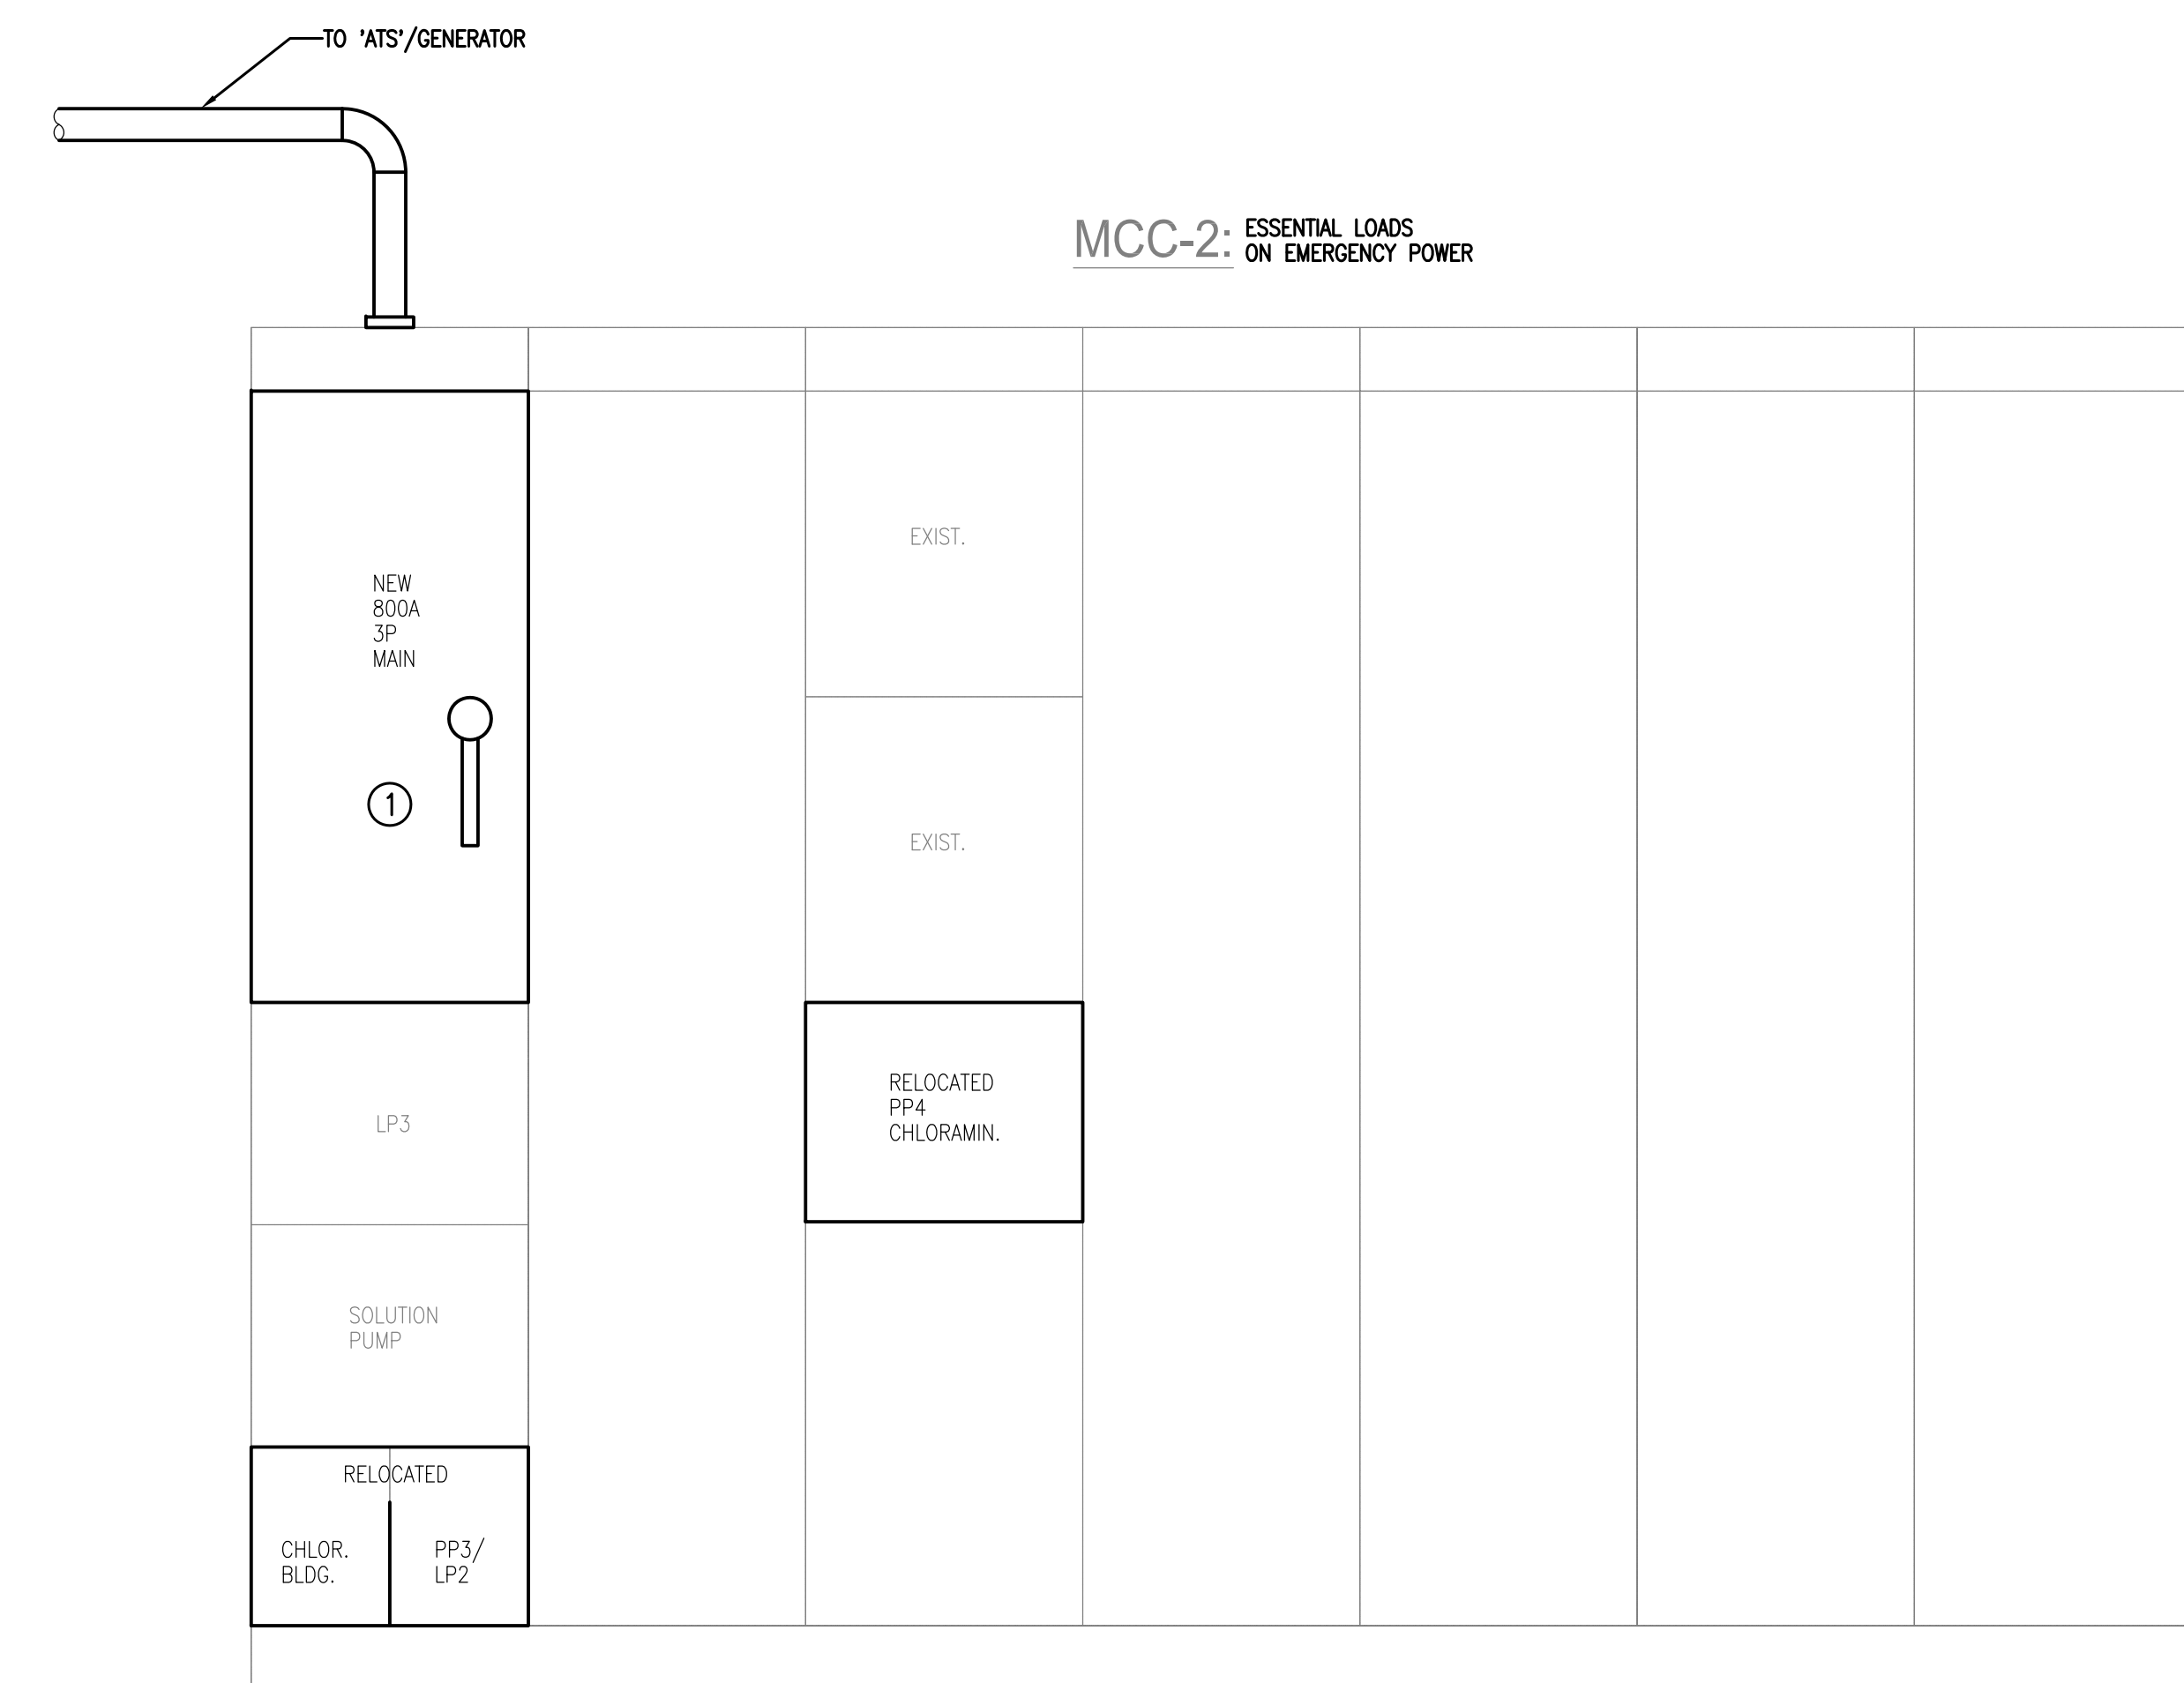 TO 'ATS'/GENERATOR
MCC-2: ESSENTIAL LOADS
ON EMERGENCY POWER
NEW
800A
3P
MAIN
1
LP3
SOLUTION
PUMP
RELOCATED
CHLOR.
BLDG.
PP3/
LP2
EXIST.
EXIST.
RELOCATED
PP4
CHLORAMIN.